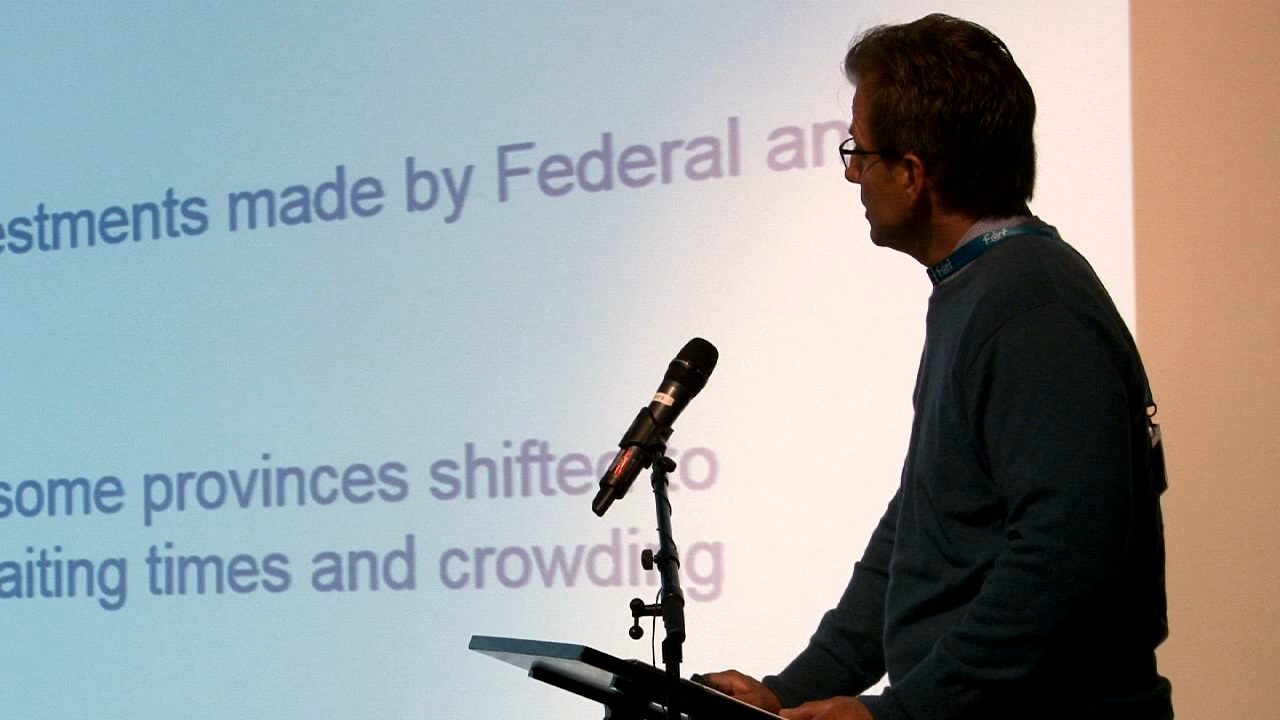 estments made by Federal an
some provinces shifted to
aiting times and crowding